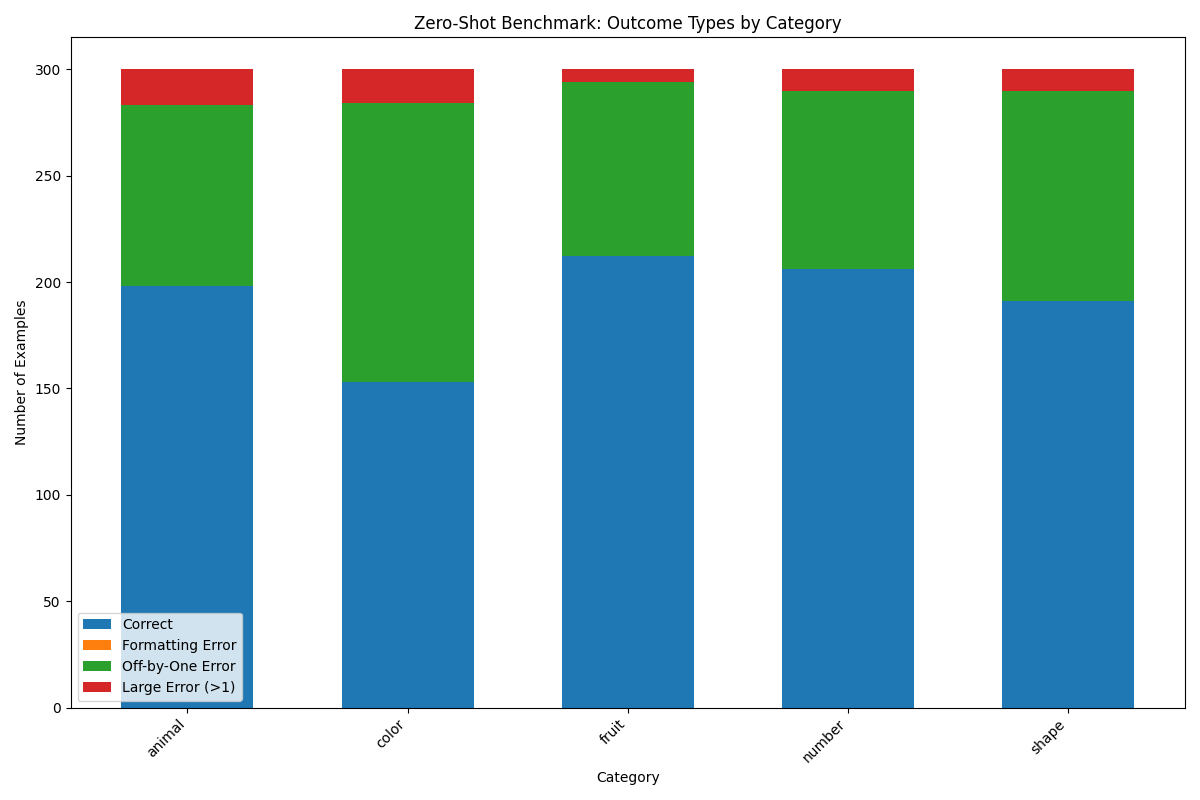 Zero-Shot Benchmark: Outcome Types by Category
Number of Examples
300
250
200
150
100
50
0
Correct
Formatting Error
Off-by-One Error
Large Error (>1)
animal
color
fruit
number
shape
Category